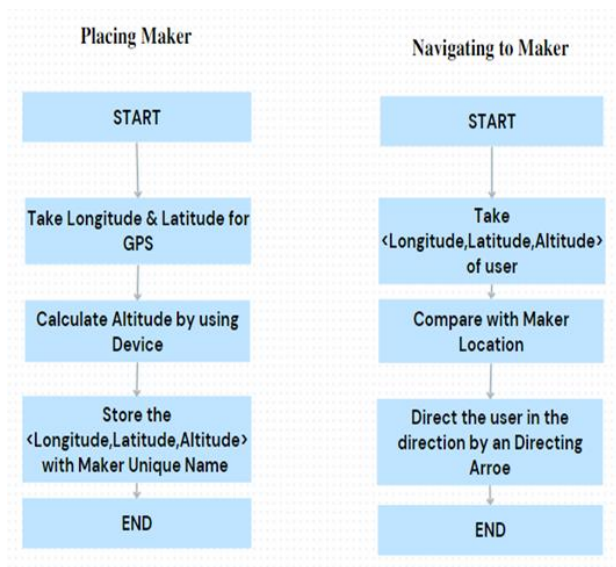 Placing Maker
START
Take Longitude & Latitude for
GPS
Calculate Altitude by using
Device
Store the
<Longitude,Latitude,Altitude>
with Maker Unique Name
END
Navigating to Maker
START
Take
<Longitude,Latitude,Altitude>
of user
Compare with Maker
Location
Direct the user in the
direction by an Directing
Arroe
END